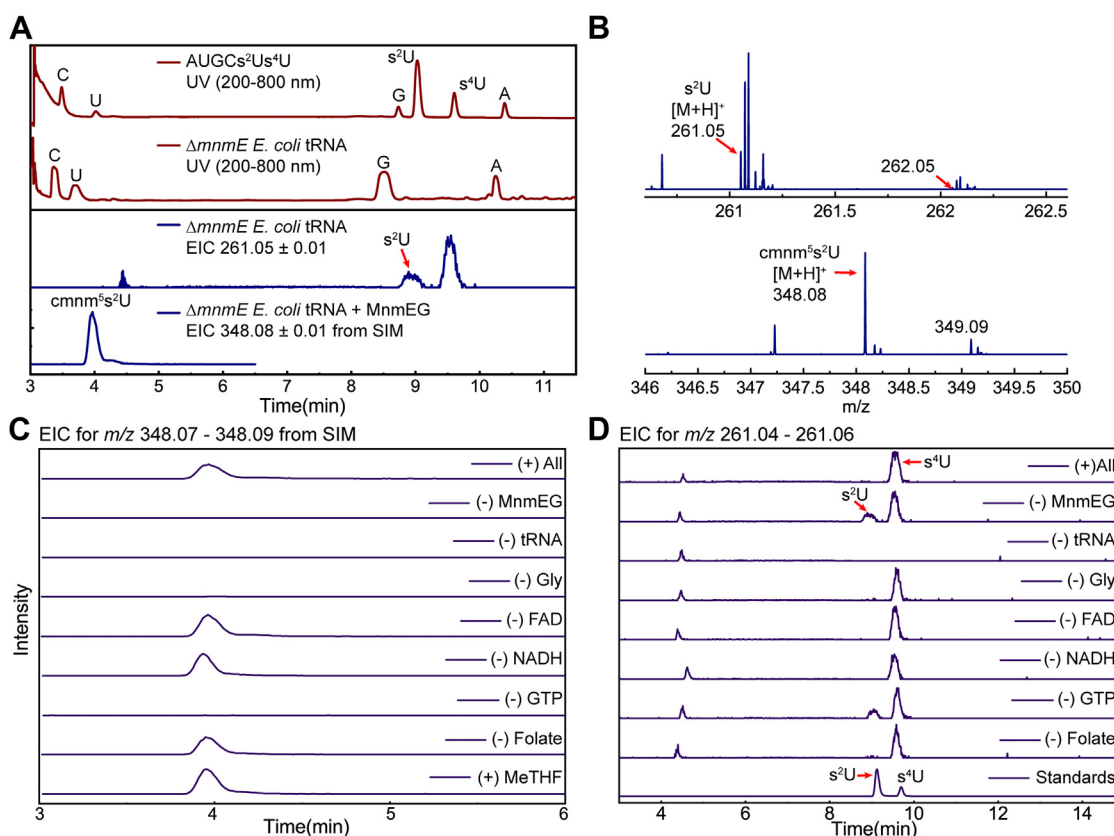 A
AUGCs²Us⁴U
UV (200-800 nm)
C
U
G
s²U
s⁴U
A
ΔmnmE E. coli tRNA
UV (200-800 nm)
C
U
G
A
ΔmnmE E. coli tRNA
EIC 261.05 ± 0.01
s²U
cmnm⁵s²U
ΔmnmE E. coli tRNA + MnmEG
EIC 348.08 ± 0.01 from SIM
3 4 5 6 7 8 9 10 11
Time(min)
B
s²U
[M+H]⁺
261.05
262.05
261 261.5 262 262.5
cmnm⁵s²U
[M+H]⁺
348.08
349.09
346 346.5 347 347.5 348 348.5 349 349.5 350
m/z
C EIC for m/z 348.07 - 348.09 from SIM
(+) All
(-) MnmEG
(-) tRNA
(-) Gly
(-) FAD
(-) NADH
(-) GTP
(-) Folate
(+) MeTHF
Intensity
3 4 5 6
Time(min)
D EIC for m/z 261.04 - 261.06
s⁴U
(+)All
s²U
(-) MnmEG
(-) tRNA
(-) Gly
(-) FAD
(-) NADH
(-) GTP
(-) Folate
s²U
s⁴U
Standards
4 6 8 10 12 14
Time(min)